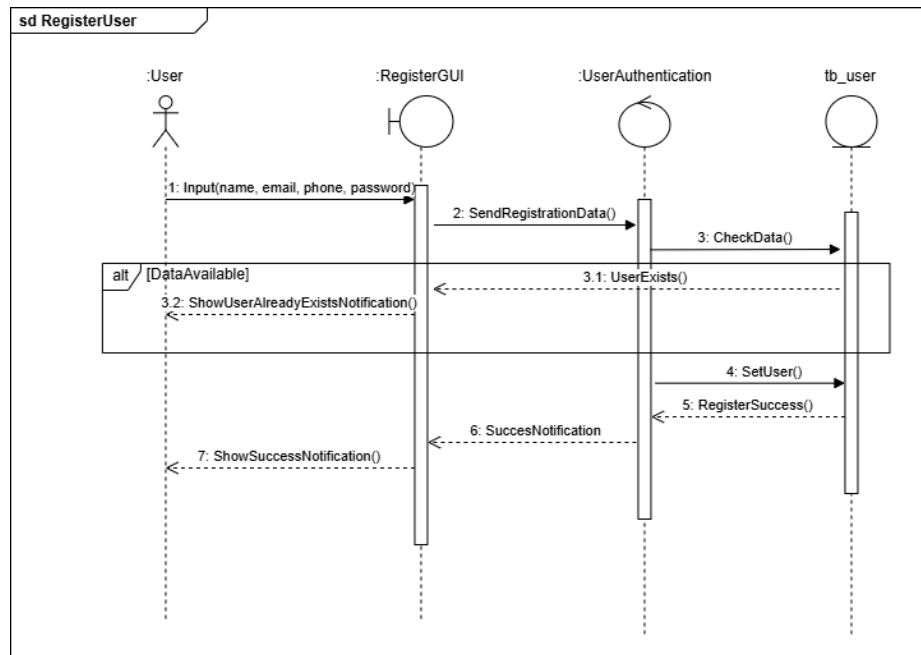 sd RegisterUser
:User
:RegisterGUI
:UserAuthentication
tb_user
1: Input(name, email, phone, password)
2: SendRegistrationData()
3: CheckData()
alt
[DataAvailable]
3.1: UserExists()
3.2: ShowUserAlreadyExistsNotification()
4: SetUser()
5: RegisterSuccess()
6: SuccesNotification
7: ShowSuccessNotification()